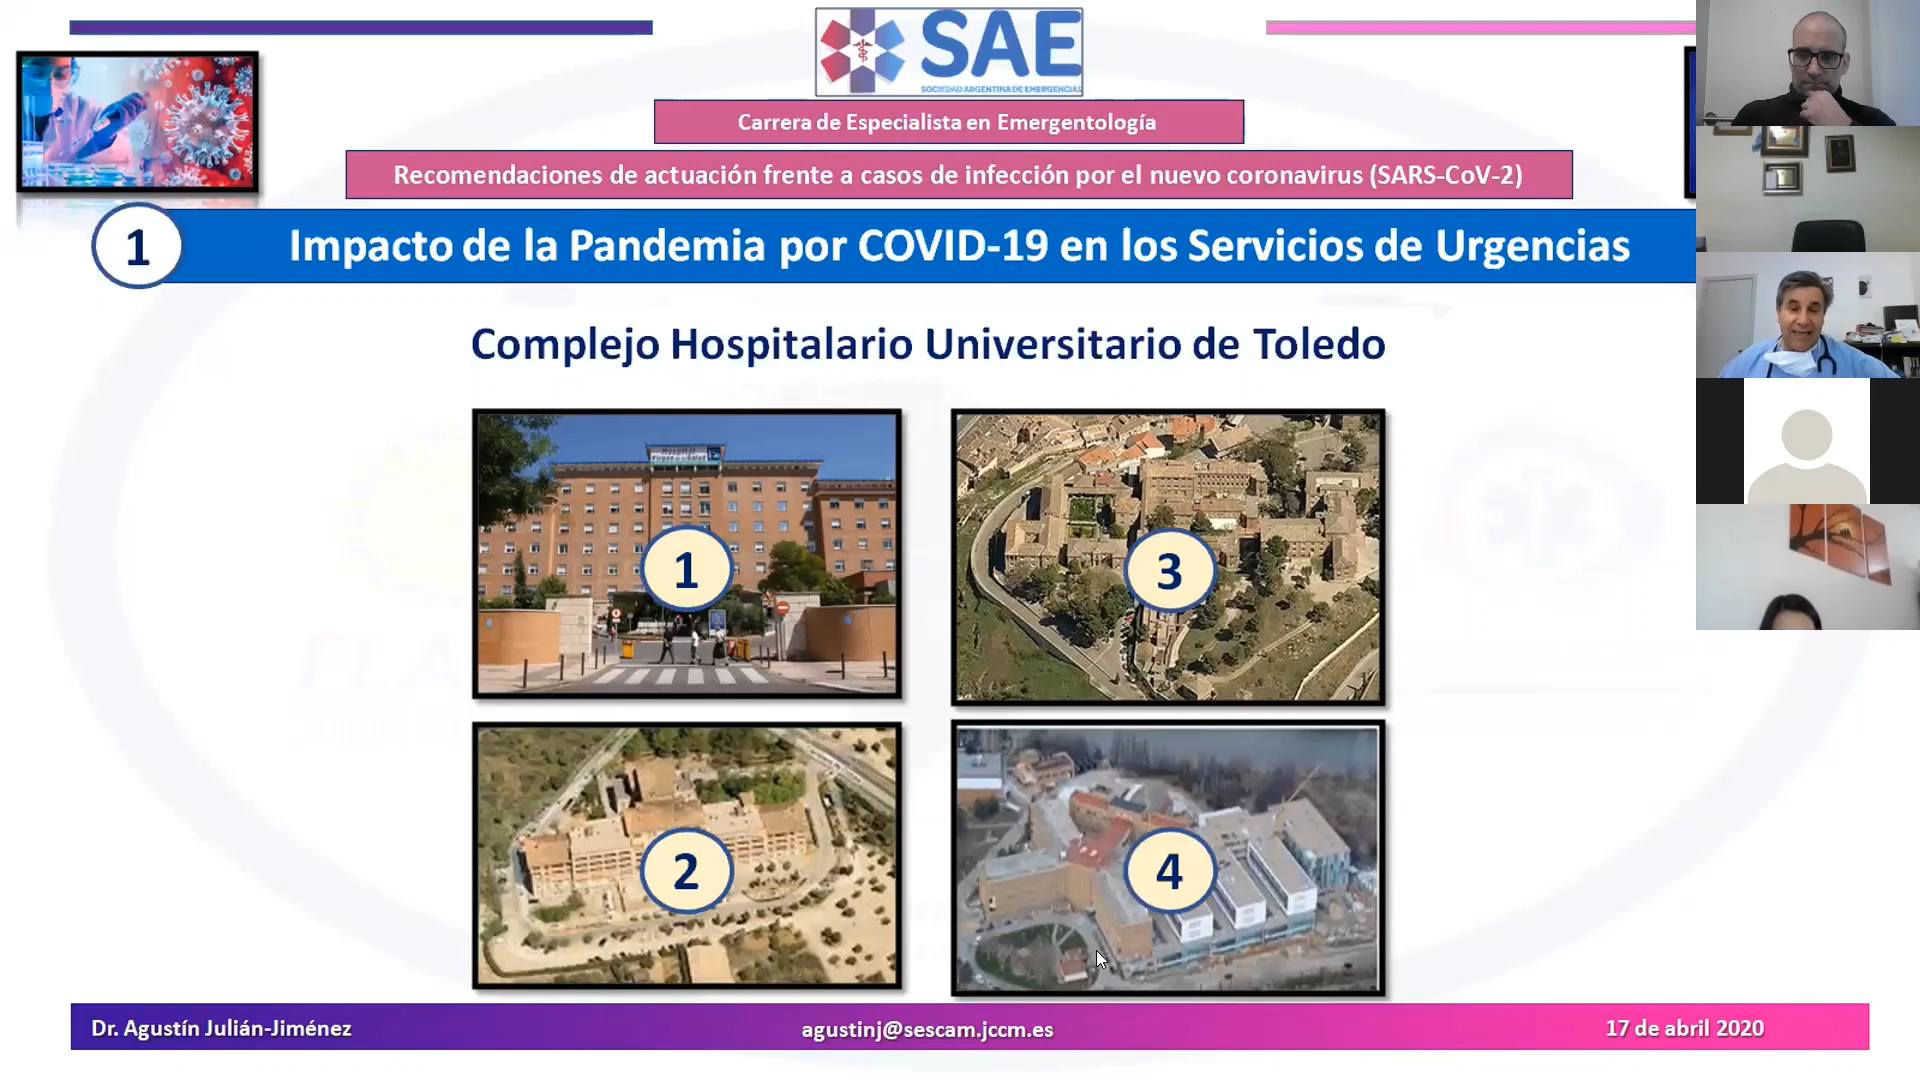 SAE
SOCIEDAD ARGENTINA DE EMERGENCIAS
Carrera de Especialista en Emergentología
Recomendaciones de actuación frente a casos de infección por el nuevo coronavirus (SARS-CoV-2)
1
Impacto de la Pandemia por COVID-19 en los Servicios de Urgencias
Complejo Hospitalario Universitario de Toledo
1
3
2
4
Dr. Agustín Julián-Jiménez
agustinj@sescam.jccm.es
17 de abril 2020